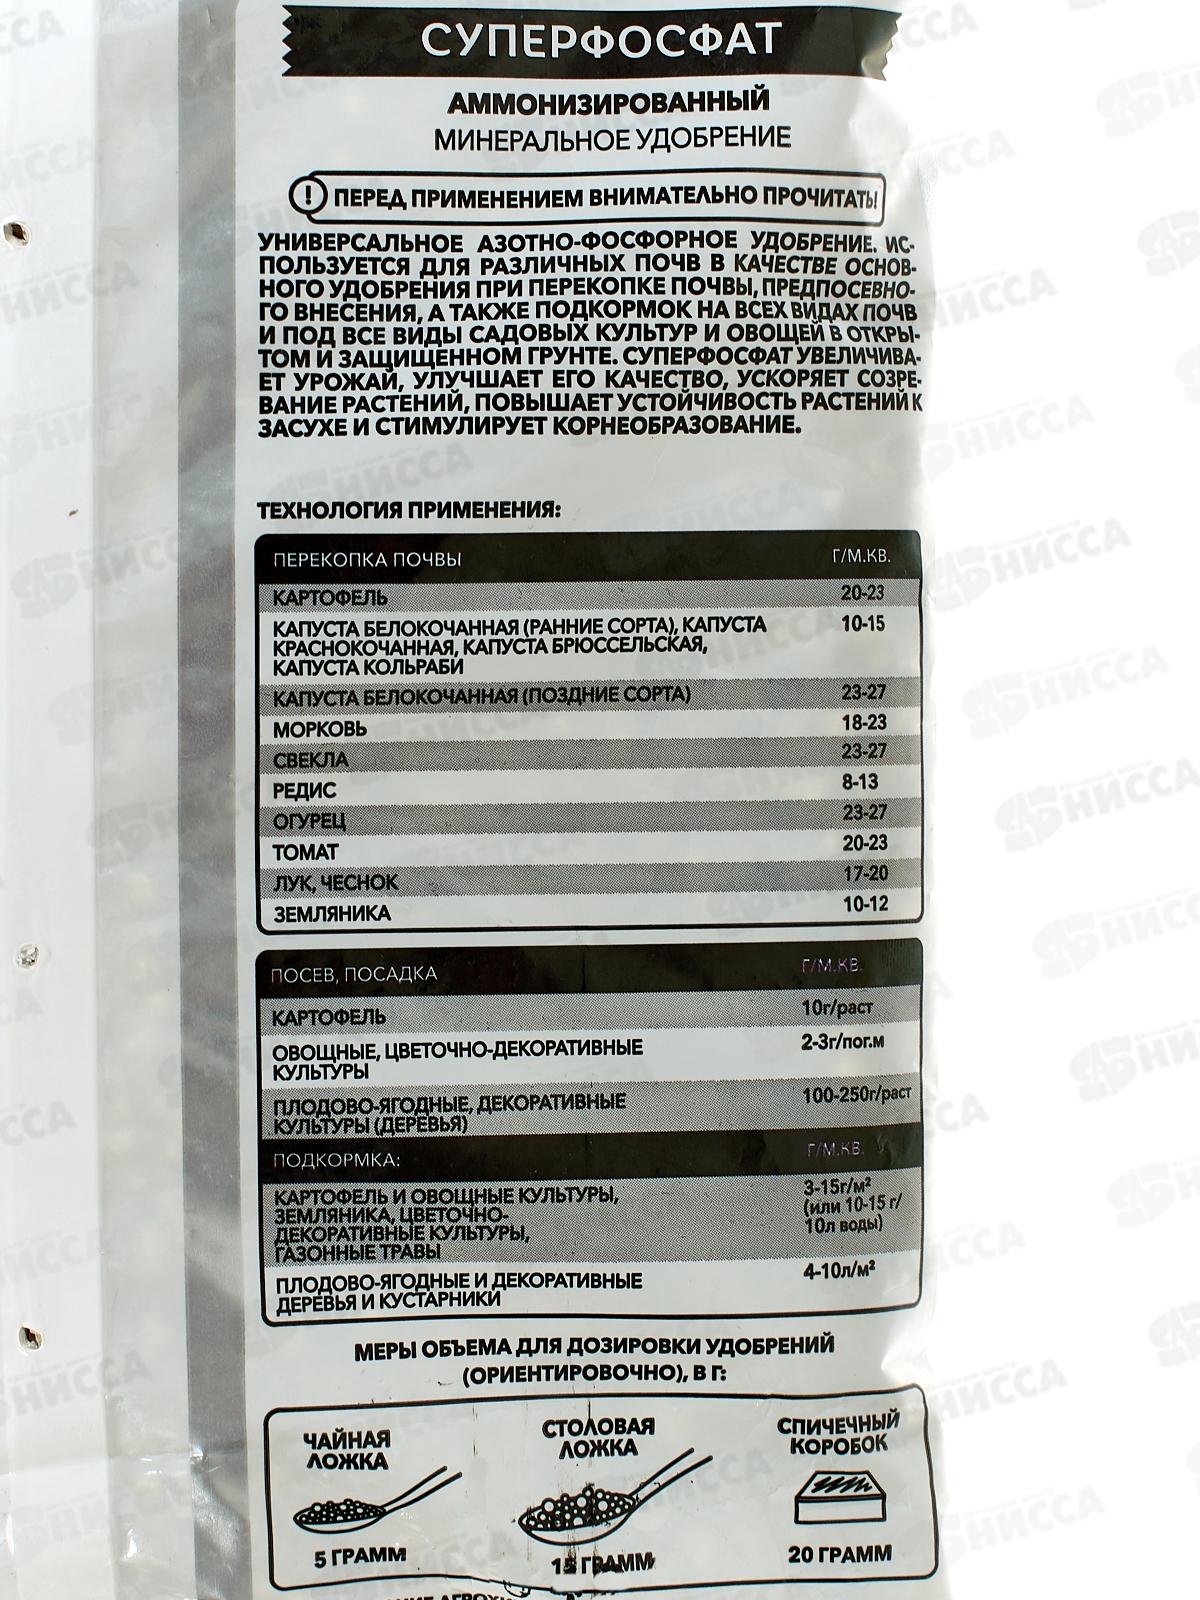 СУПЕРФОСФАТ
АММОНИЗИРОВАННЫЙ
МИНЕРАЛЬНОЕ УДОБРЕНИЕ
! ПЕРЕД ПРИМЕНЕНИЕМ ВНИМАТЕЛЬНО ПРОЧИТАТЬ!
УНИВЕРСАЛЬНОЕ АЗОТНО-ФОСФОРНОЕ УДОБРЕНИЕ. ИС-
ПОЛЬЗУЕТСЯ ДЛЯ РАЗЛИЧНЫХ ПОЧВ В КАЧЕСТВЕ ОСНОВ-
НОГО УДОБРЕНИЯ ПРИ ПЕРЕКОПКЕ ПОЧВЫ, ПРЕДПОСЕВНО-
ГО ВНЕСЕНИЯ, А ТАКЖЕ ПОДКОРМОК НА ВСЕХ ВИДАХ ПОЧВ
И ПОД ВСЕ ВИДЫ САДОВЫХ КУЛЬТУР И ОВОЩЕЙ В ОТКРЫ-
ТОМ И ЗАЩИЩЕННОМ ГРУНТЕ. СУПЕРФОСФАТ УВЕЛИЧИВА-
ЕТ УРОЖАЙ, УЛУЧШАЕТ ЕГО КАЧЕСТВО, УСКОРЯЕТ СОЗРЕ-
ВАНИЕ РАСТЕНИЙ, ПОВЫШАЕТ УСТОЙЧИВОСТЬ РАСТЕНИЙ К
ЗАСУХЕ И СТИМУЛИРУЕТ КОРНЕОБРАЗОВАНИЕ.
ТЕХНОЛОГИЯ ПРИМЕНЕНИЯ:
ПЕРЕКОПКА ПОЧВЫ Г/М.КВ.
КАРТОФЕЛЬ 20-23
КАПУСТА БЕЛОКОЧАННАЯ (РАННИЕ СОРТА), КАПУСТА 10-15
КРАСНОКОЧАННАЯ, КАПУСТА БРЮССЕЛЬСКАЯ,
КАПУСТА КОЛЬРАБИ
КАПУСТА БЕЛОКОЧАННАЯ (ПОЗДНИЕ СОРТА) 23-27
МОРКОВЬ 18-23
СВЕКЛА 23-27
РЕДИС 8-13
ОГУРЕЦ 23-27
ТОМАТ 20-23
ЛУК, ЧЕСНОК 17-20
ЗЕМЛЯНИКА 10-12
ПОСЕВ, ПОСАДКА Г/М.КВ.
КАРТОФЕЛЬ 10г/раст
ОВОЩНЫЕ, ЦВЕТОЧНО-ДЕКОРАТИВНЫЕ 2-3г/пог.м
КУЛЬТУРЫ
ПЛОДОВО-ЯГОДНЫЕ, ДЕКОРАТИВНЫЕ 100-250г/раст
КУЛЬТУРЫ (ДЕРЕВЬЯ)
ПОДКОРМКА: Г/М.КВ.
КАРТОФЕЛЬ И ОВОЩНЫЕ КУЛЬТУРЫ, 3-15г/м²
ЗЕМЛЯНИКА, ЦВЕТОЧНО- (или 10-15 г/
ДЕКОРАТИВНЫЕ КУЛЬТУРЫ, 10л воды)
ГАЗОННЫЕ ТРАВЫ
ПЛОДОВО-ЯГОДНЫЕ И ДЕКОРАТИВНЫЕ 4-10л/м²
ДЕРЕВЬЯ И КУСТАРНИКИ
МЕРЫ ОБЪЕМА ДЛЯ ДОЗИРОВКИ УДОБРЕНИЙ
(ОРИЕНТИРОВОЧНО), В Г:
ЧАЙНАЯ ЛОЖКА
5 ГРАММ
СТОЛОВАЯ ЛОЖКА
15 ГРАММ
СПИЧЕЧНЫЙ КОРОБОК
20 ГРАММ
НИССА